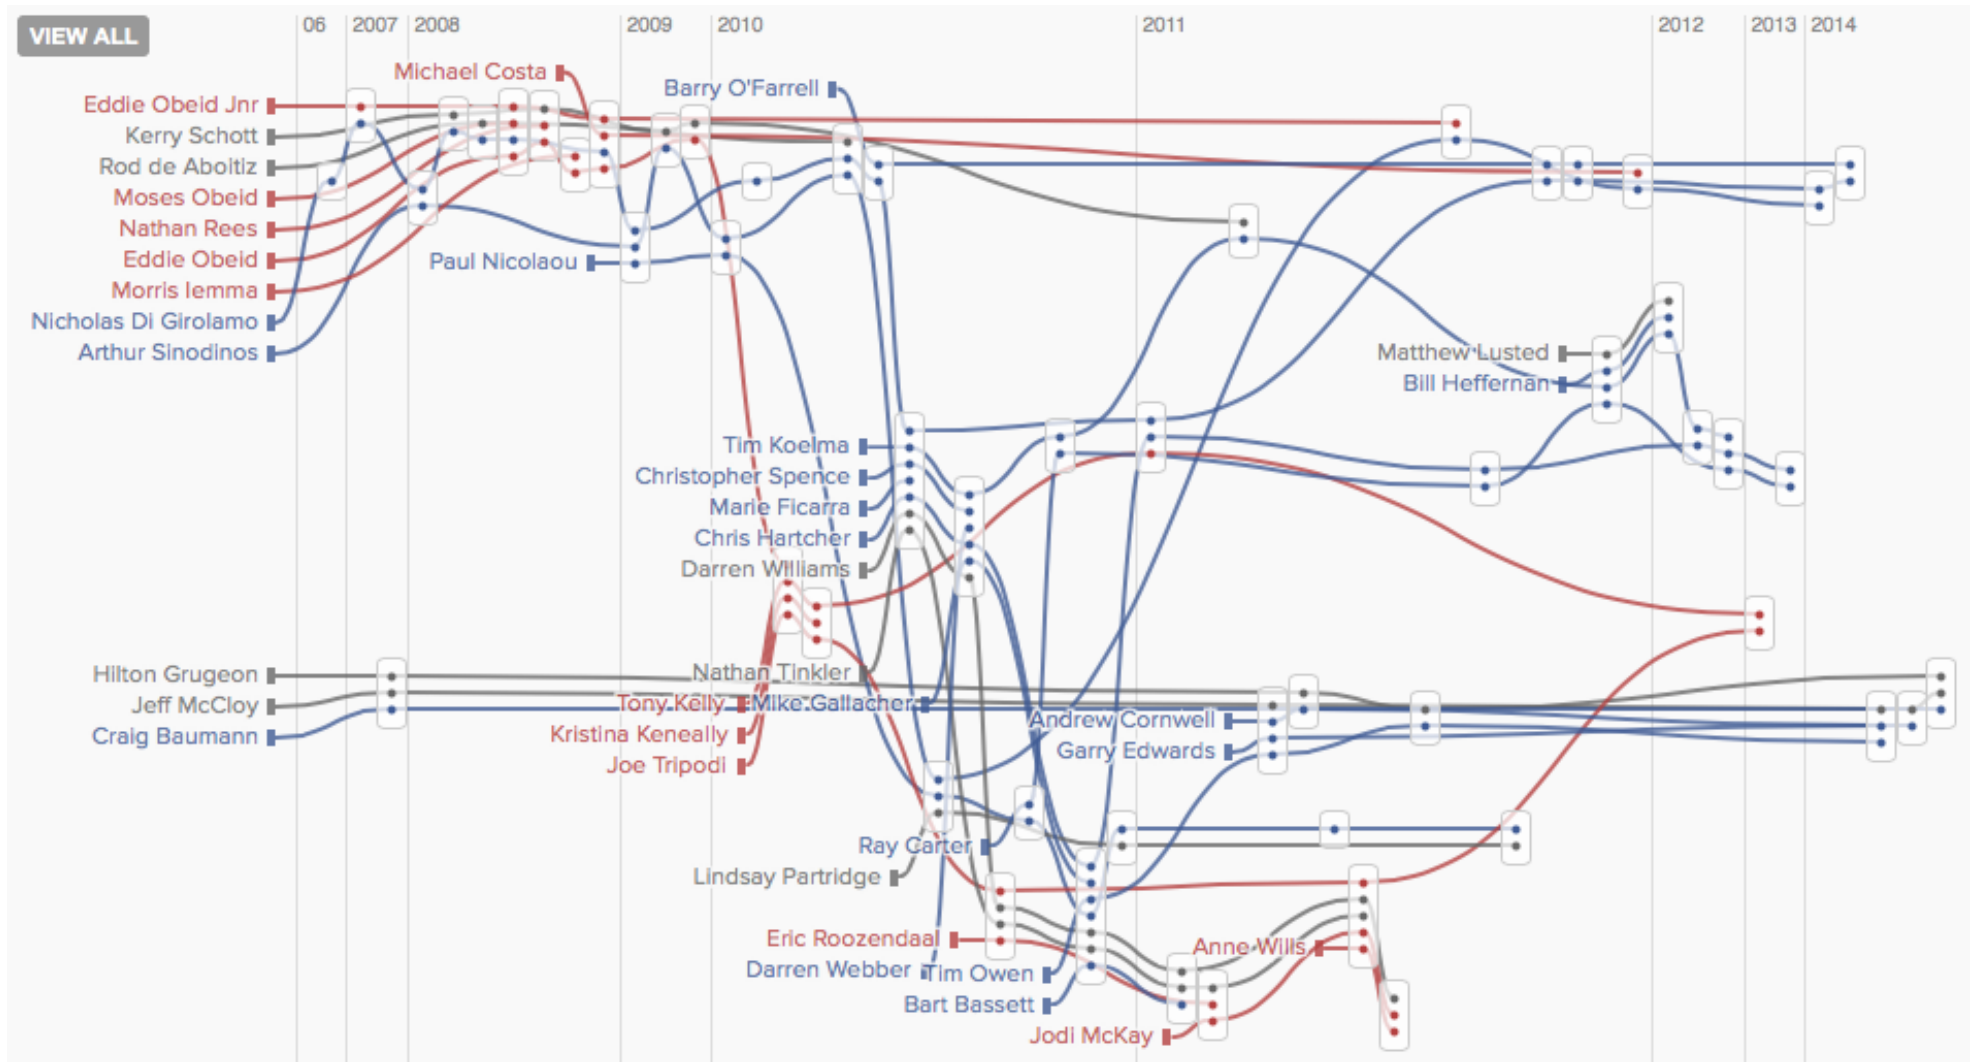 VIEW ALL
06
2007
2008
2009
2010
2011
2012
2013
2014
Michael Costa
Barry O'Farrell
Eddie Obeid Jnr
Kerry Schott
Rod de Aboitiz
Moses Obeid
Nathan Rees
Eddie Obeid
Paul Nicolaou
Morris Iemma
Nicholas Di Girolamo
Arthur Sinodinos
Matthew Lusted
Bill Heffernan
Tim Koelma
Christopher Spence
Marie Ficarra
Chris Hartcher
Darren Williams
Hilton Grugeon
Nathan Tinkler
Jeff McCloy
Tony Kelly
Mike Gallacher
Andrew Cornwell
Craig Baumann
Kristina Keneally
Garry Edwards
Joe Tripodi
Ray Carter
Lindsay Partridge
Eric Roozendaal
Anne Wills
Darren Webber
Tim Owen
Bart Bassett
Jodi McKay